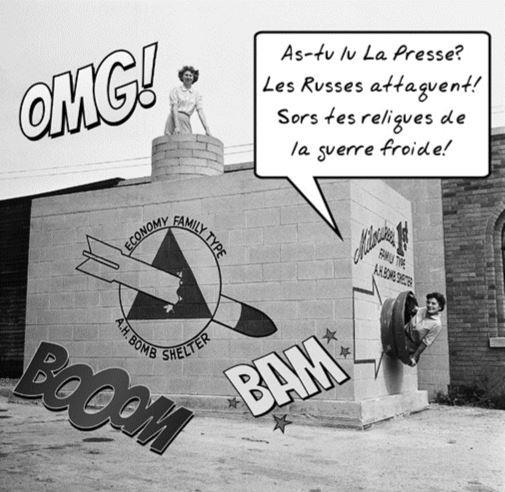 OMG!
As-tu lu La Presse?
Les Russes attaquent!
Sors tes reliques de
la guerre froide!
ECONOMY FAMILY TYPE
A.H. BOMB SHELTER
Milwaukee's 1st
FAMILY TYPE
A.H. BOMB SHELTER
BAM
BOOOM